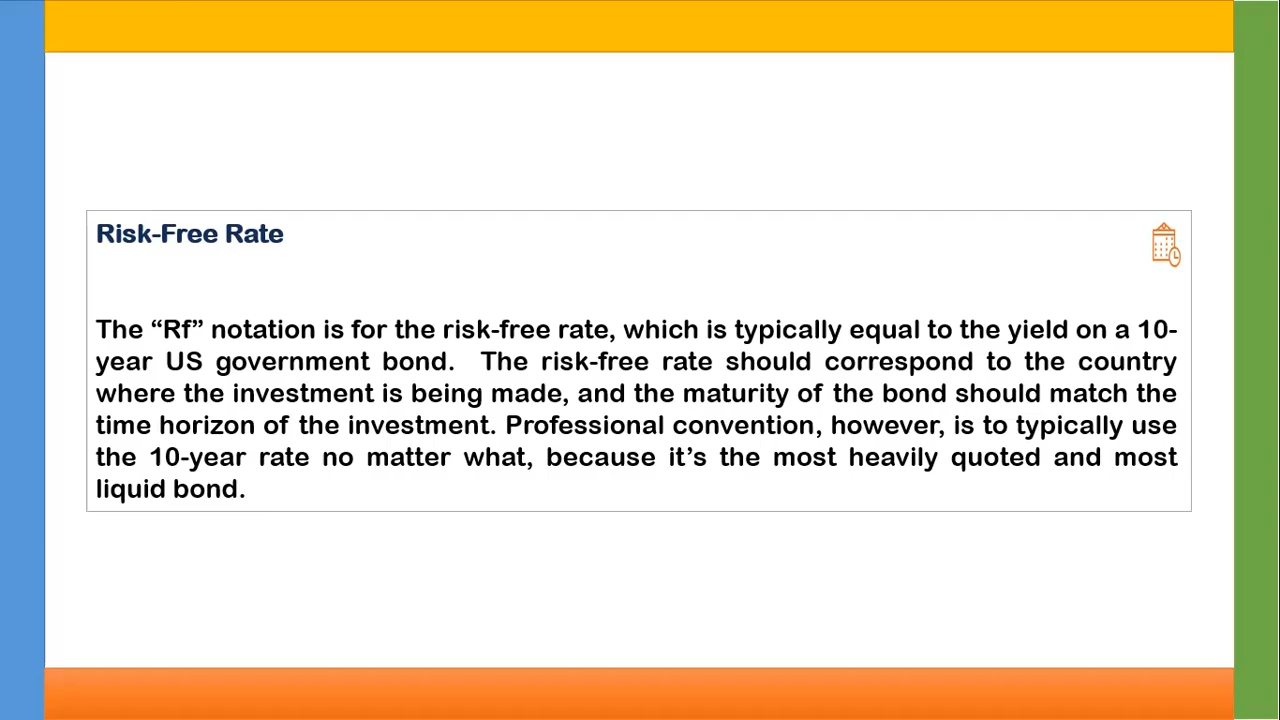 Risk-Free Rate
The “Rf” notation is for the risk-free rate, which is typically equal to the yield on a 10-
year US government bond.  The risk-free rate should correspond to the country
where the investment is being made, and the maturity of the bond should match the
time horizon of the investment. Professional convention, however, is to typically use
the 10-year rate no matter what, because it’s the most heavily quoted and most
liquid bond.